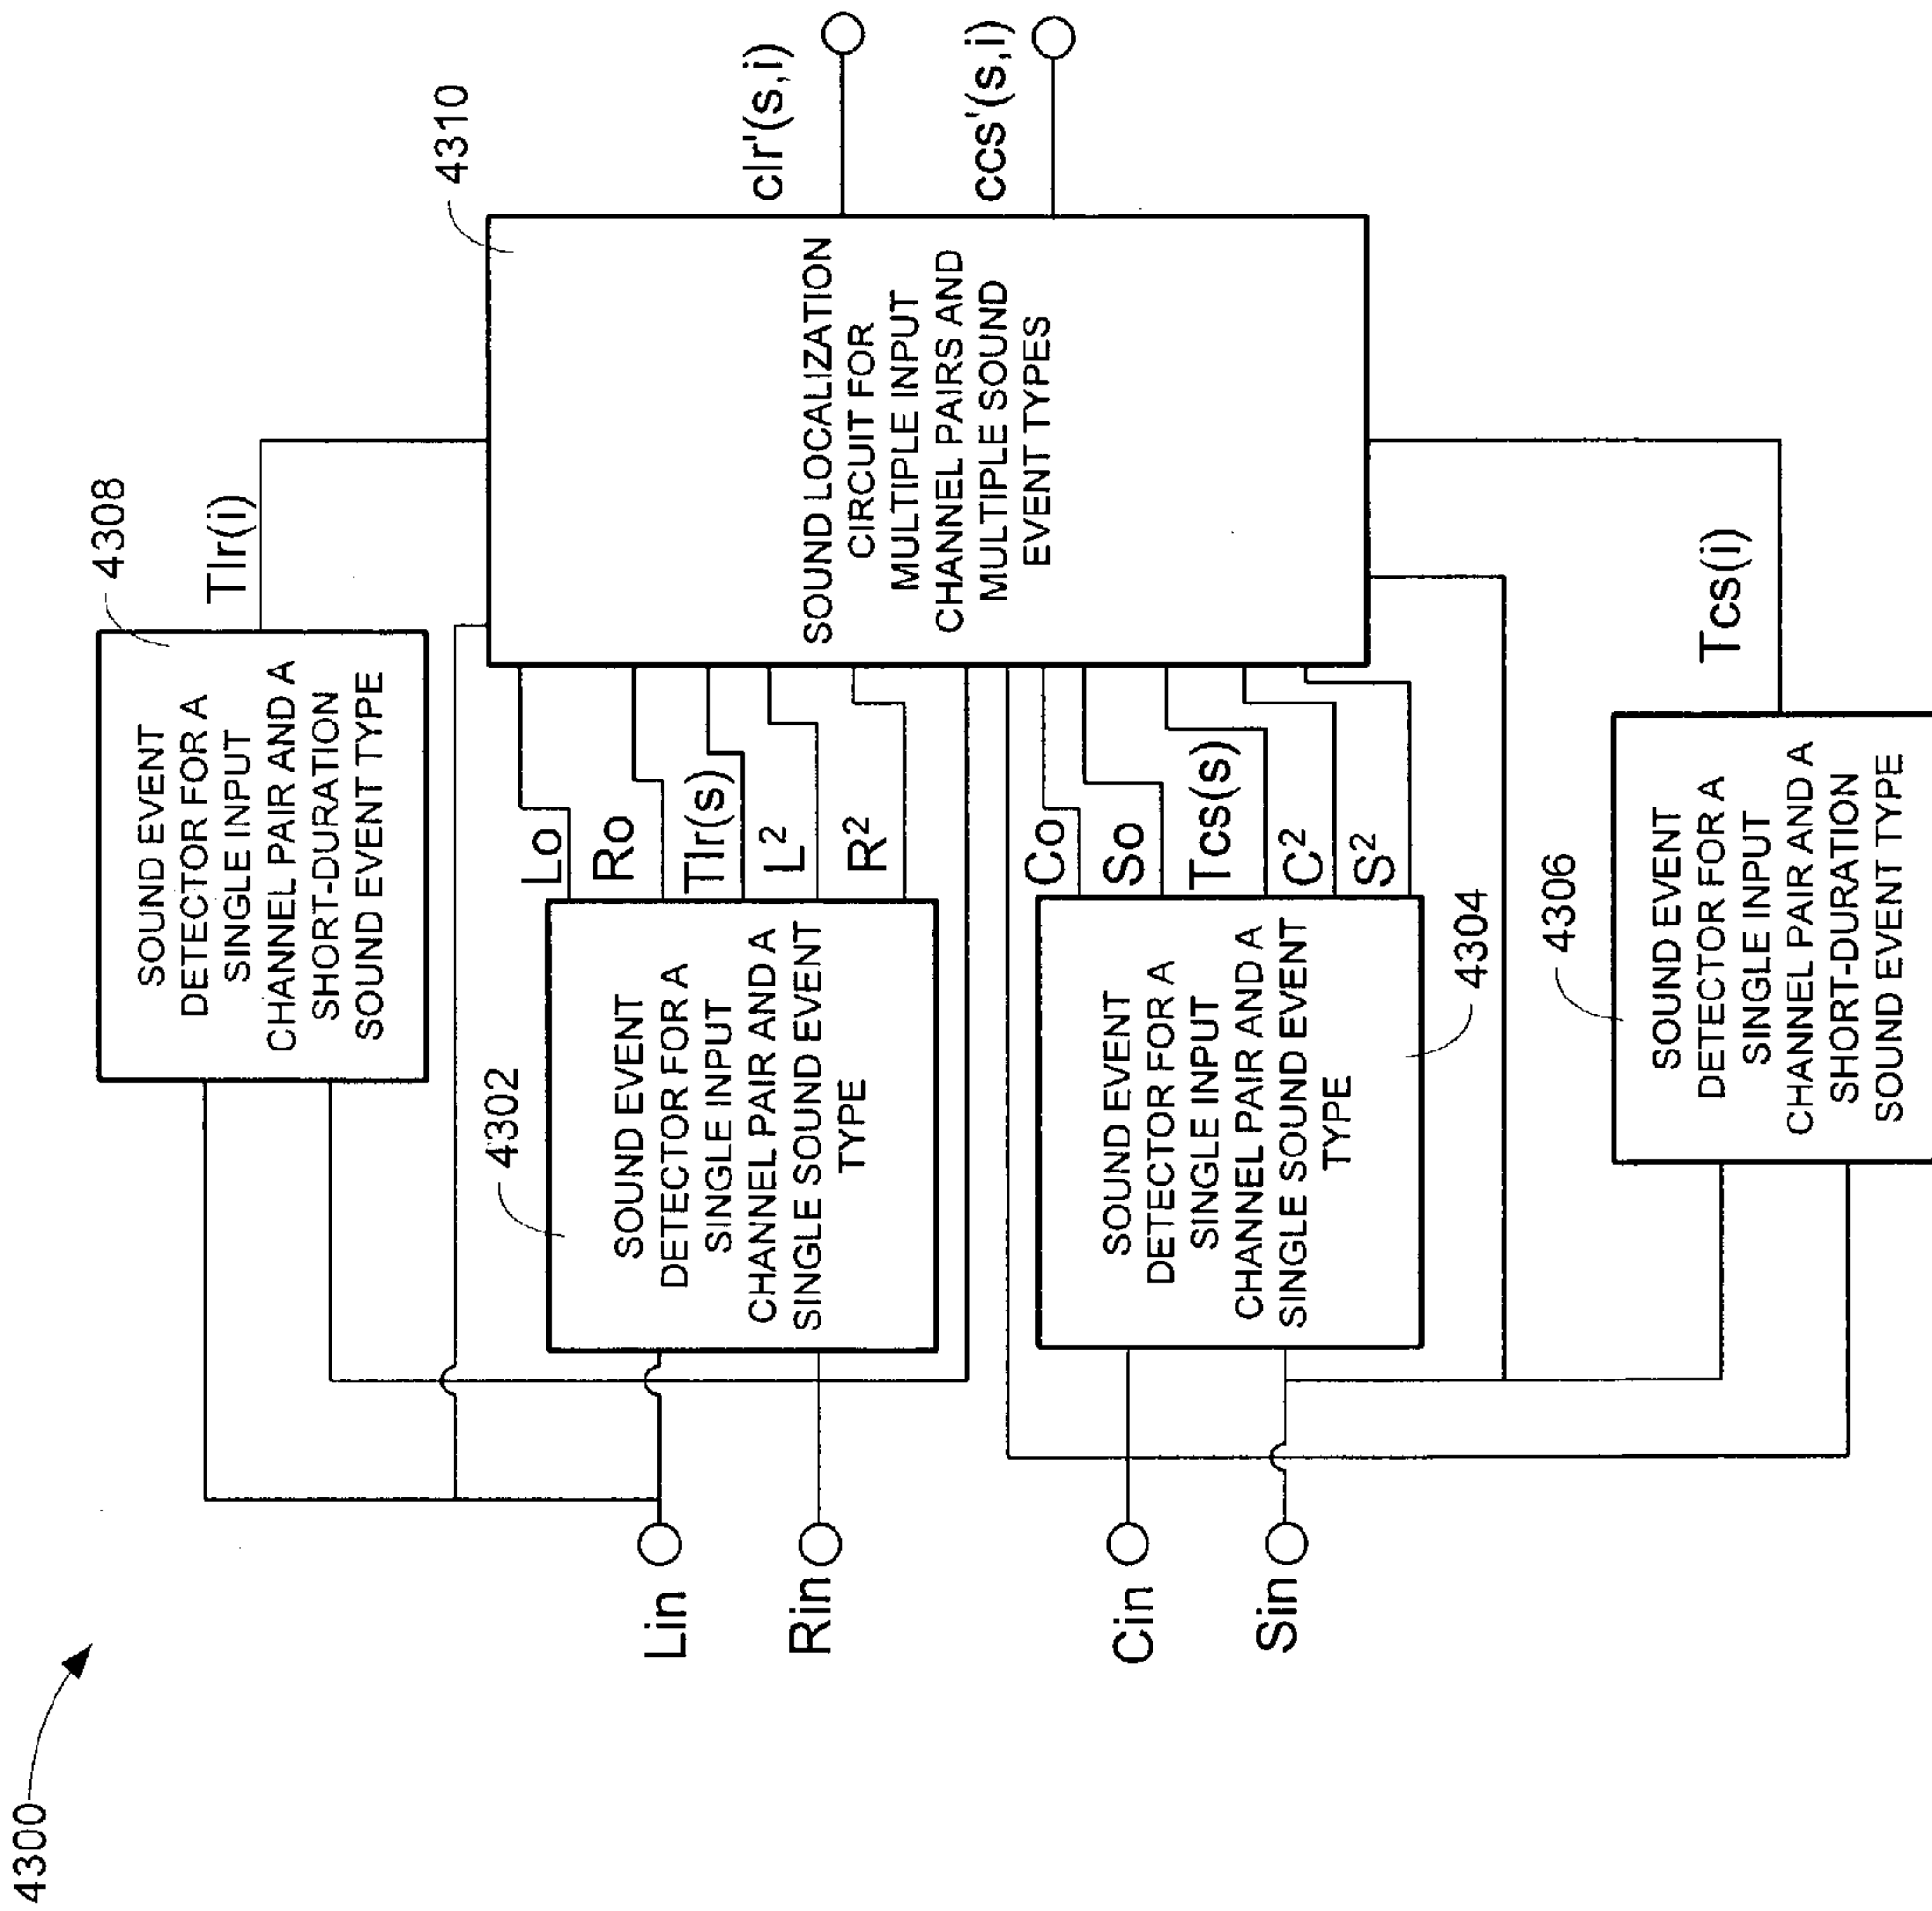 4300
4308
SOUND EVENT
DETECTOR FOR A
SINGLE INPUT
CHANNEL PAIR AND A
SHORT-DURATION
SOUND EVENT TYPE
Tlr(i)
4310
4302
SOUND EVENT
DETECTOR FOR A
SINGLE INPUT
CHANNEL PAIR AND A
SINGLE SOUND EVENT
TYPE
Lin
Rin
Lo
Ro
Tlr(s)
L²
R²
SOUND LOCALIZATION
CIRCUIT FOR
MULTIPLE INPUT
CHANNEL PAIRS AND
MULTIPLE SOUND
EVENT TYPES
clr'(s,i)
ccs'(s,i)
Cin
Sin
SOUND EVENT
DETECTOR FOR A
SINGLE INPUT
CHANNEL PAIR AND A
SINGLE SOUND EVENT
TYPE
4304
Co
So
Tcs(s)
C²
S²
4306
SOUND EVENT
DETECTOR FOR A
SINGLE INPUT
CHANNEL PAIR AND A
SHORT-DURATION
SOUND EVENT TYPE
Tcs(i)